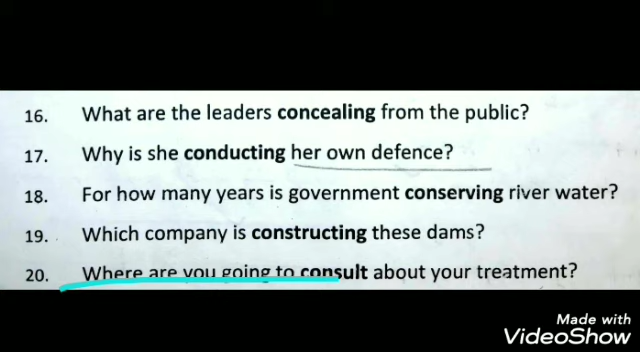 16. What are the leaders concealing from the public?
17. Why is she conducting her own defence?
18. For how many years is government conserving river water?
19. Which company is constructing these dams?
20. Where are you going to consult about your treatment?
Made with
VideoShow